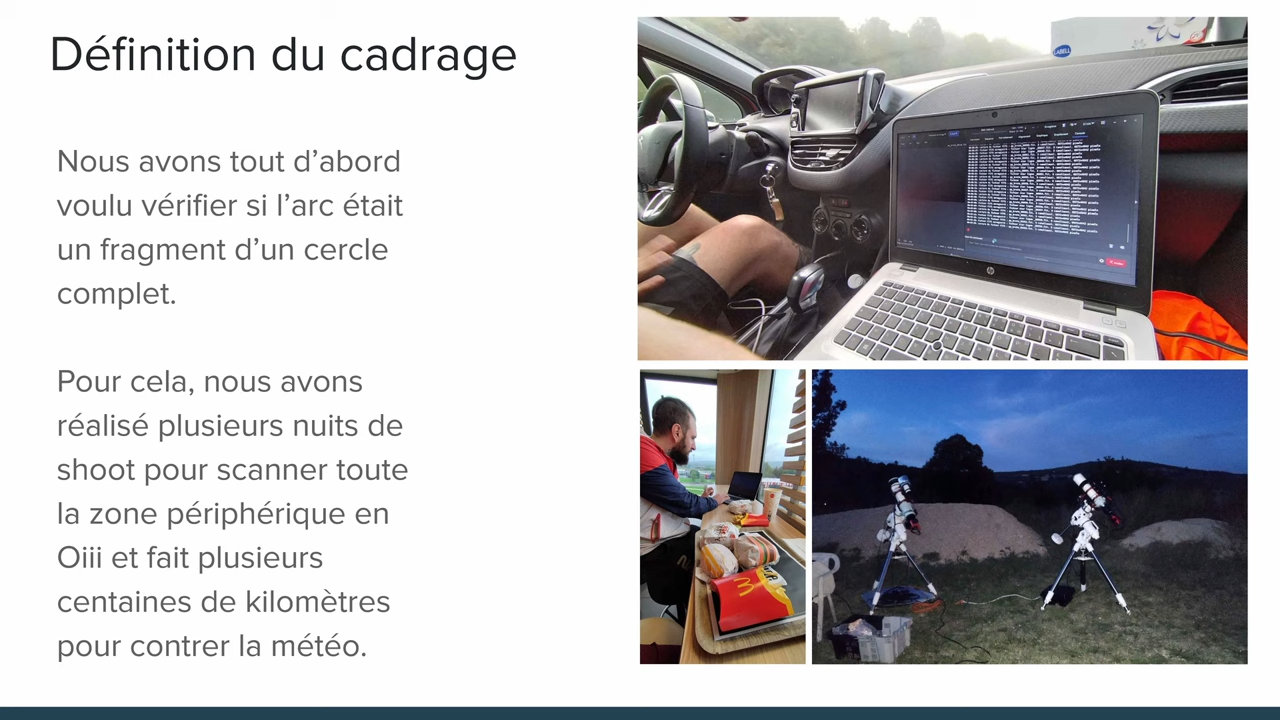 Définition du cadrage
Nous avons tout d’abord
voulu vérifier si l’arc était
un fragment d’un cercle
complet.
Pour cela, nous avons
réalisé plusieurs nuits de
shoot pour scanner toute
la zone périphérique en
Oiii et fait plusieurs
centaines de kilomètres
pour contrer la météo.
LABELL
hp